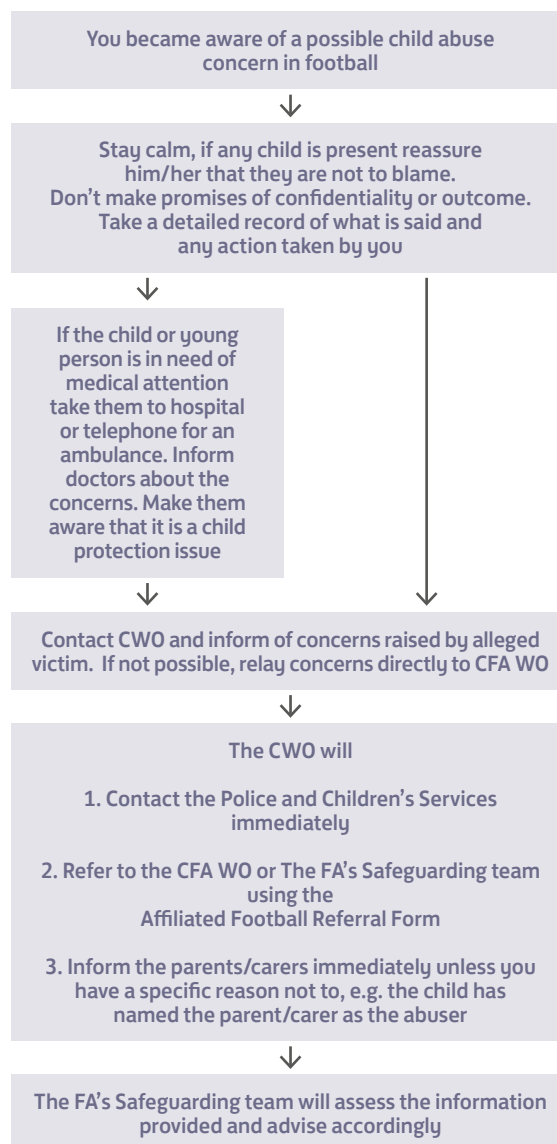 You became aware of a possible child abuse
concern in football
Stay calm, if any child is present reassure
him/her that they are not to blame.
Don’t make promises of confidentiality or outcome.
Take a detailed record of what is said and
any action taken by you
If the child or young
person is in need of
medical attention
take them to hospital
or telephone for an
ambulance. Inform
doctors about the
concerns. Make them
aware that it is a child
protection issue
Contact CWO and inform of concerns raised by alleged
victim.  If not possible, relay concerns directly to CFA WO
The CWO will
1. Contact the Police and Children’s Services
immediately
2. Refer to the CFA WO or The FA’s Safeguarding team
using the
Affiliated Football Referral Form
3. Inform the parents/carers immediately unless you
have a specific reason not to, e.g. the child has
named the parent/carer as the abuser
The FA’s Safeguarding team will assess the information
provided and advise accordingly